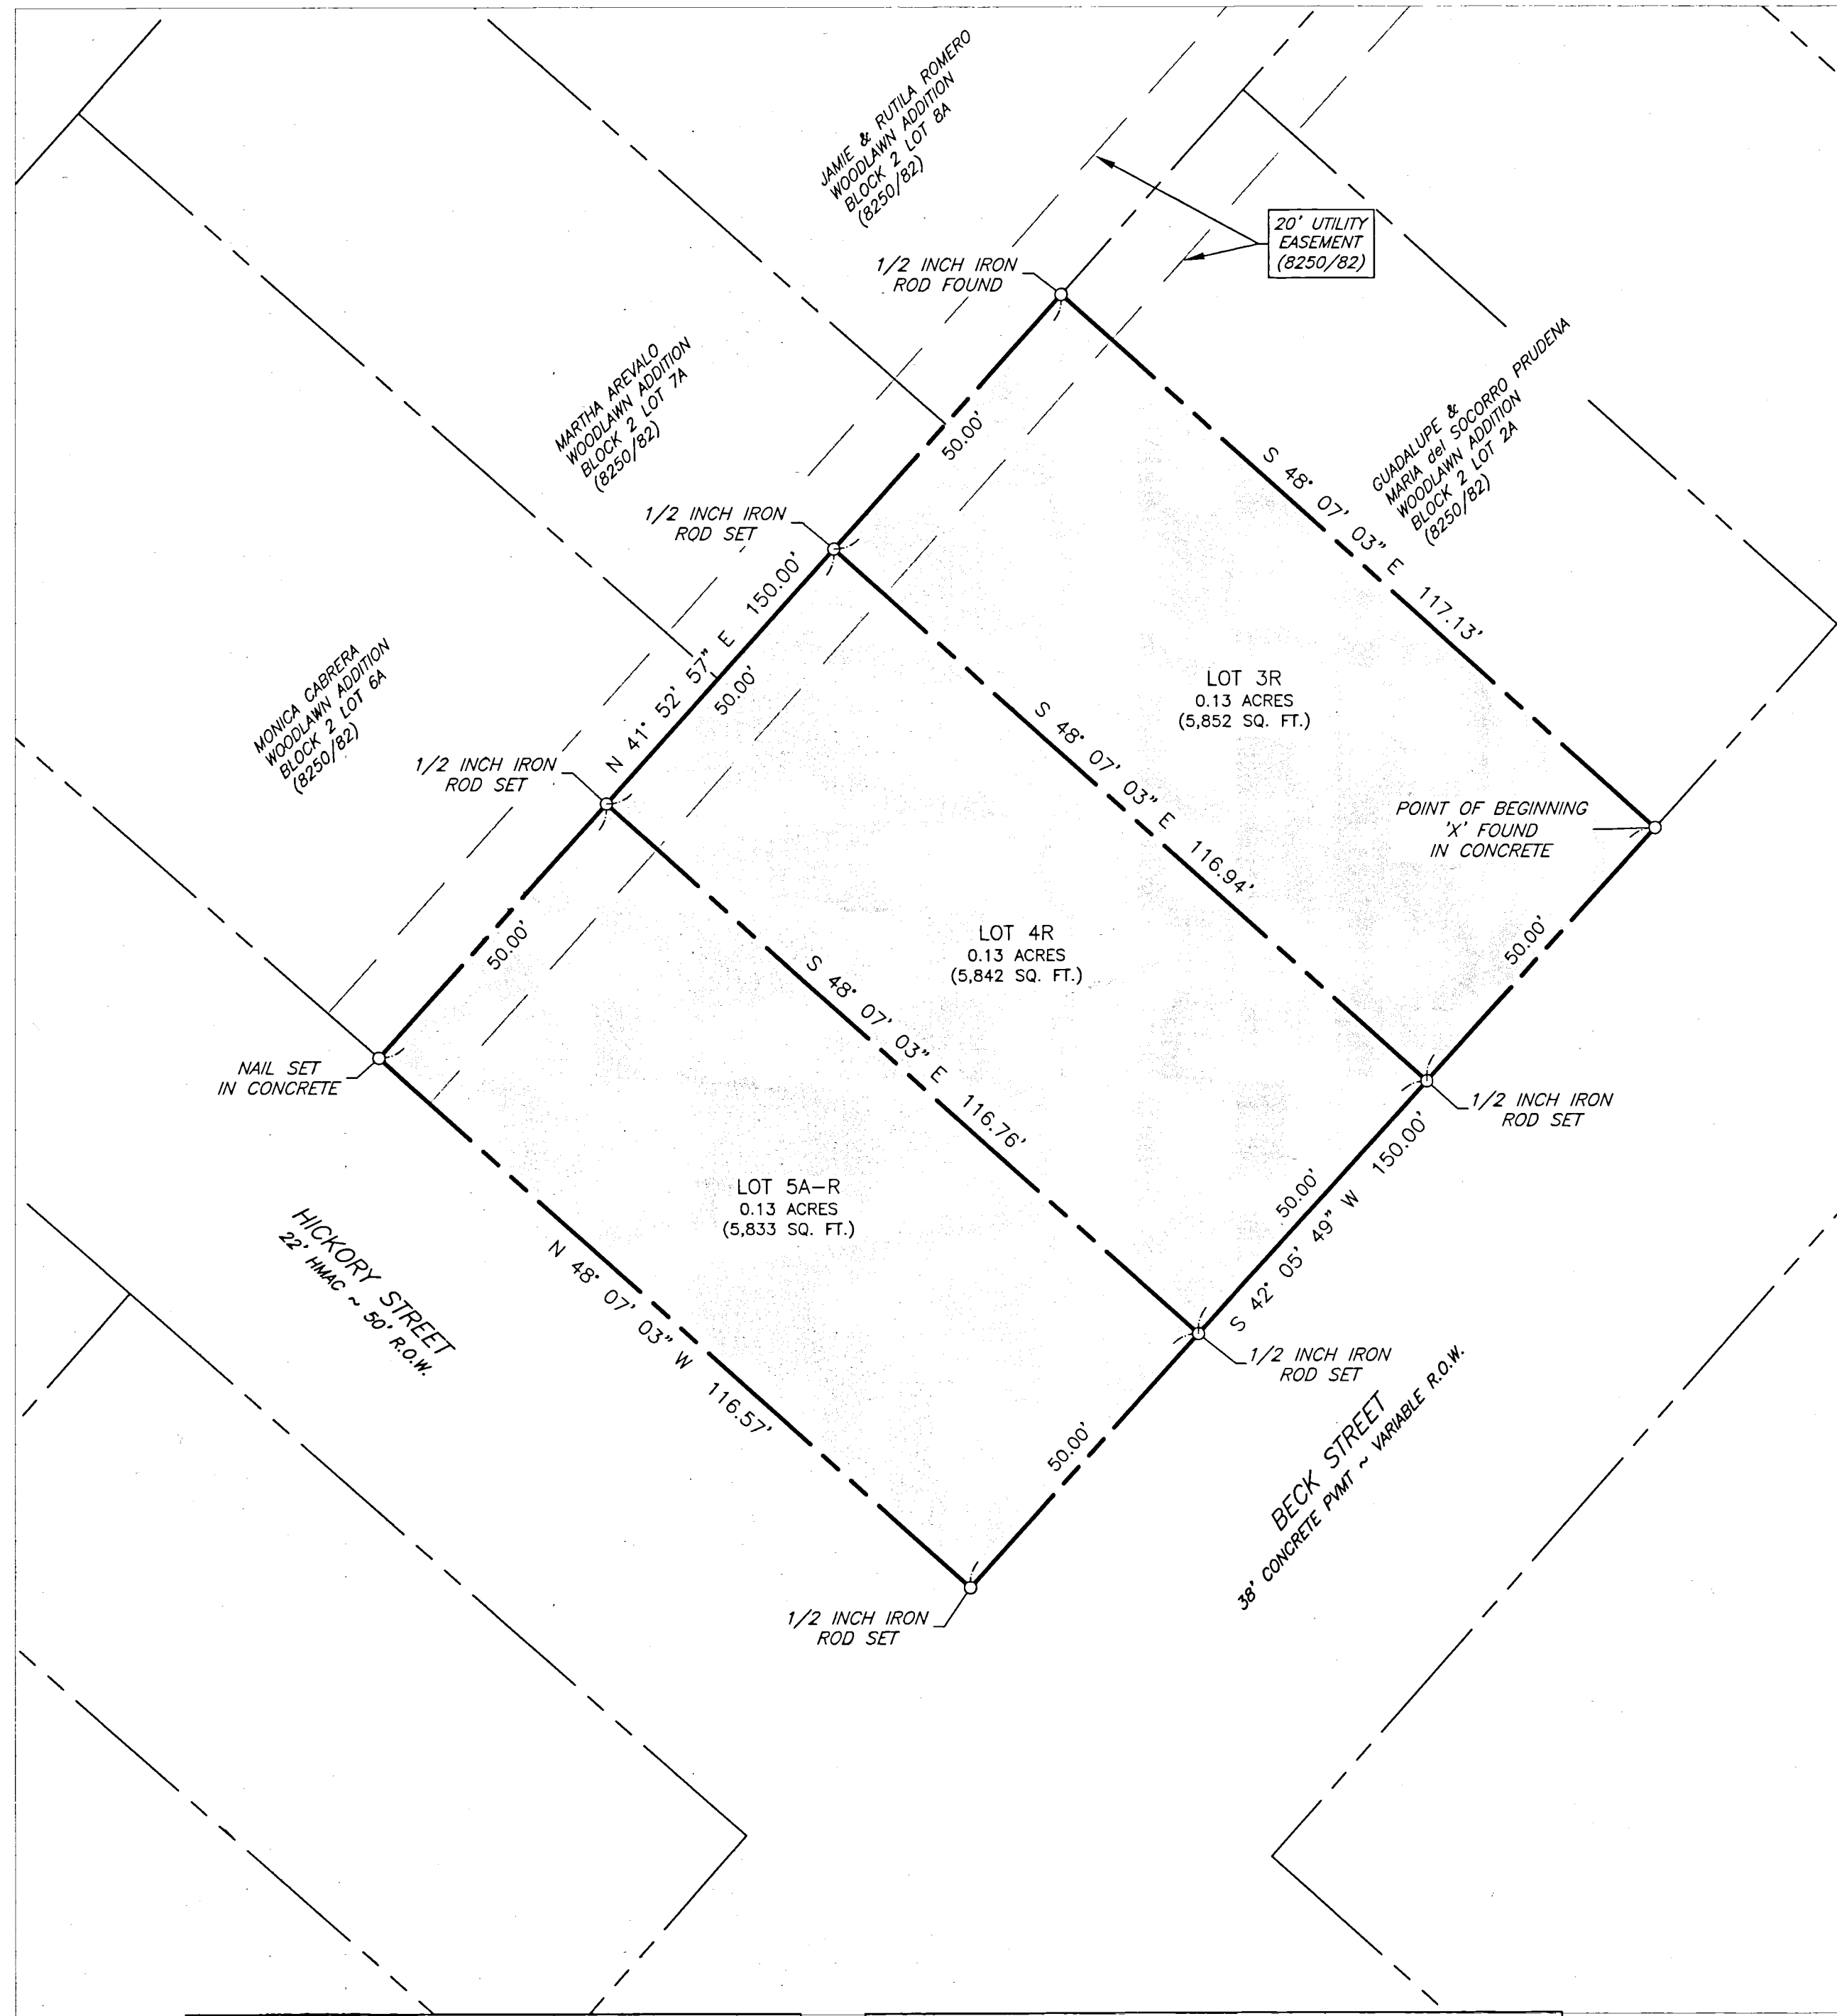 JAMIE & RUTILA ROMERO
WOODLAWN ADDITION
BLOCK 2 LOT 8A
(8250/82)
20' UTILITY
EASEMENT
(8250/82)
1/2 INCH IRON
ROD FOUND
MARTHA AREVALO
WOODLAWN ADDITION
BLOCK 2 LOT 7A
(8250/82)
GUADALUPE &
MARIA del SOCORRO PRUDENA
WOODLAWN ADDITION
BLOCK 2 LOT 2A
(8250/82)
50.00'
S 48° 07' 03" E 117.13'
1/2 INCH IRON
ROD SET
N 41° 52' 57" E 150.00'
50.00'
MONICA CABRERA
WOODLAWN ADDITION
BLOCK 2 LOT 6A
(8250/82)
LOT 3R
0.13 ACRES
(5,852 SQ. FT.)
S 48° 07' 03" E 116.94'
1/2 INCH IRON
ROD SET
POINT OF BEGINNING
'X' FOUND
IN CONCRETE
50.00'
50.00'
LOT 4R
0.13 ACRES
(5,842 SQ. FT.)
S 48° 07' 03" E 116.76'
NAIL SET
IN CONCRETE
1/2 INCH IRON
ROD SET
50.00'
S 42° 05' 49" W 150.00'
LOT 5A-R
0.13 ACRES
(5,833 SQ. FT.)
HICKORY STREET
22' HMAC ~ 50' R.O.W.
N 48° 07' 03" W 116.57'
1/2 INCH IRON
ROD SET
50.00'
BECK STREET
38' CONCRETE PVMT ~ VARIABLE R.O.W.
1/2 INCH IRON
ROD SET